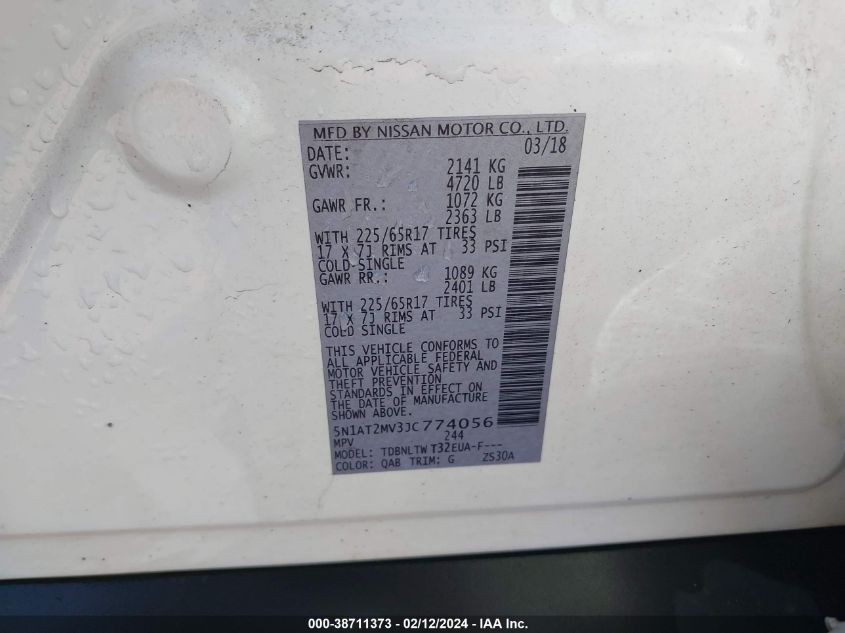 MFD BY NISSAN MOTOR CO., LTD.
DATE: 03/18
GVWR: 2141 KG
4720 LB
GAWR FR.: 1072 KG
2363 LB
WITH 225/65R17 TIRES
17 X 7J RIMS AT 33 PSI
COLD-SINGLE
GAWR RR.: 1089 KG
2401 LB
WITH 225/65R17 TIRES
17 X 7J RIMS AT 33 PSI
COLD SINGLE
THIS VEHICLE CONFORMS TO
ALL APPLICABLE FEDERAL
MOTOR VEHICLE SAFETY AND
THEFT PREVENTION
STANDARDS IN EFFECT ON
THE DATE OF MANUFACTURE
SHOWN ABOVE.
5N1AT2MV3JC774056
MPV 244
MODEL: TDBNLTW T32EUA-F---
COLOR: QAB TRIM: G ZS30A
000-38711373 - 02/12/2024 - IAA Inc.